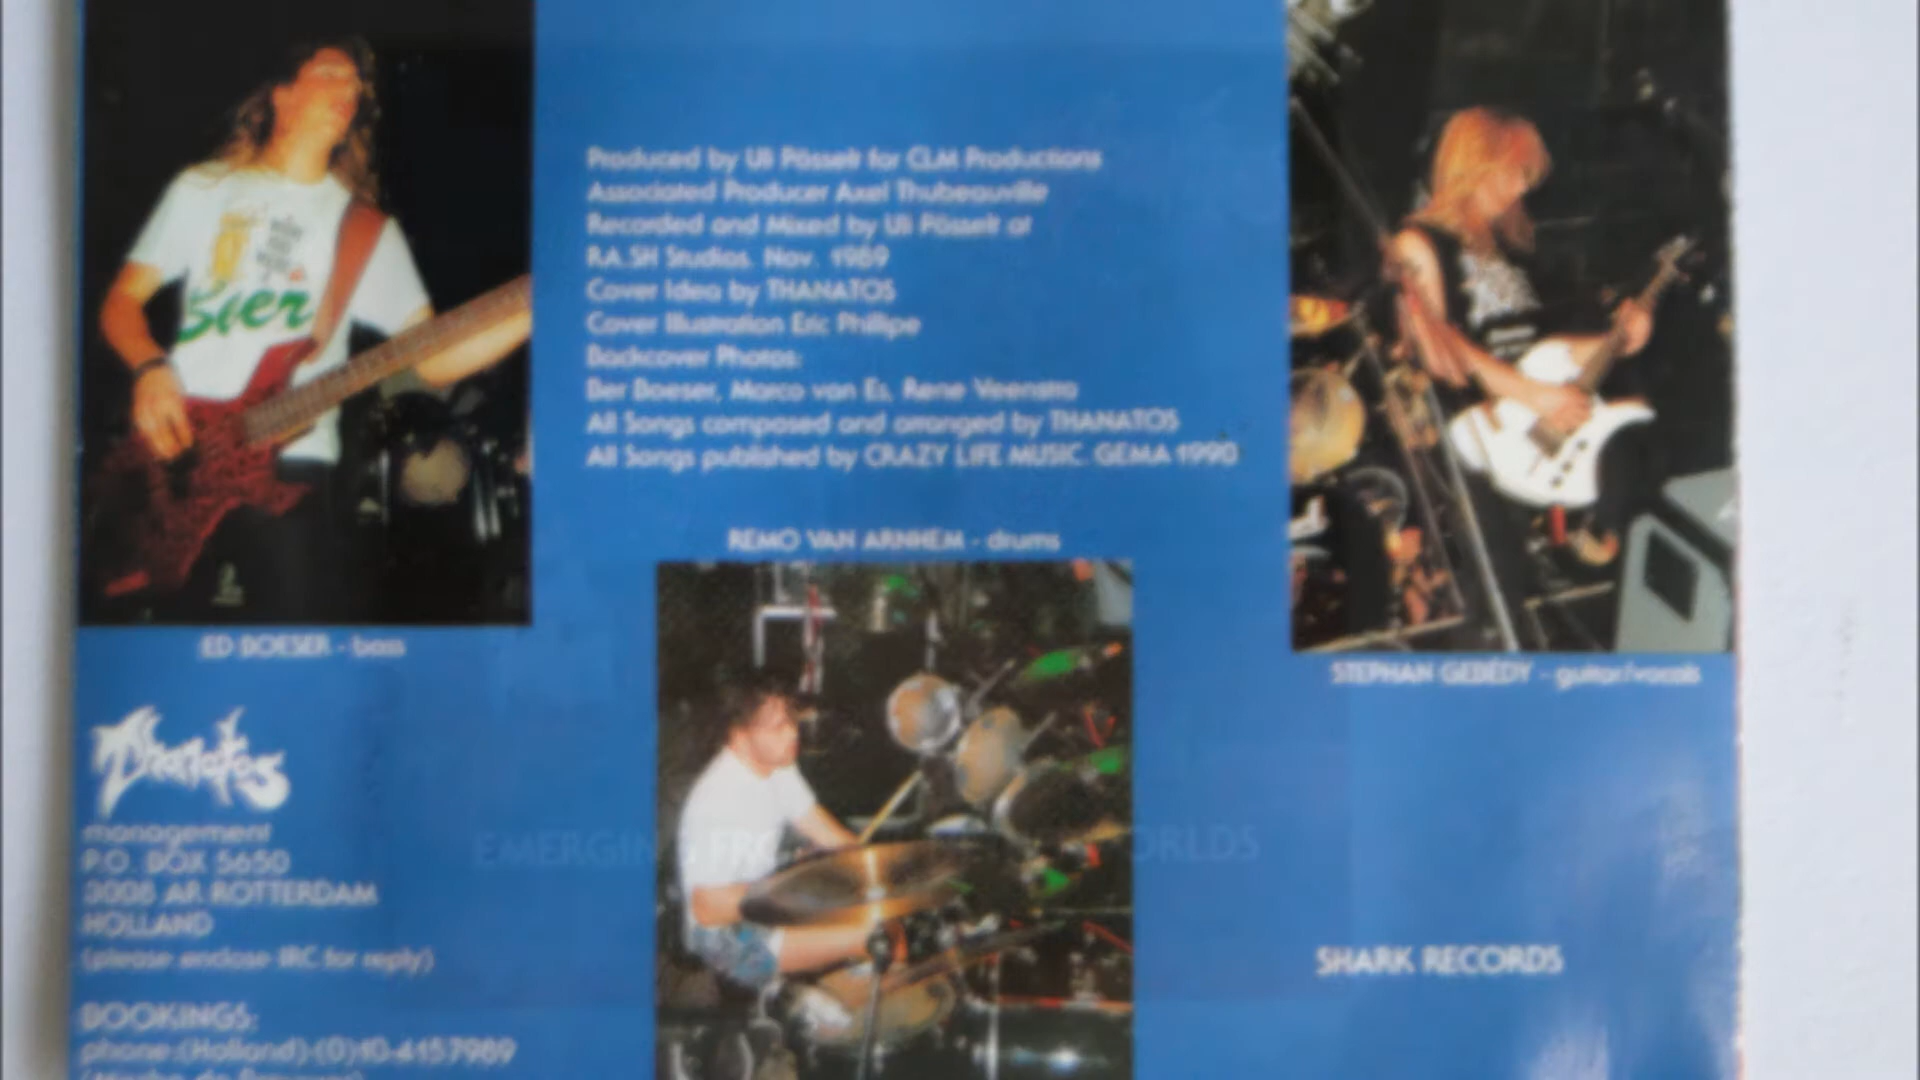 Beer
Produced by Uli Pösselt for CLM Productions
Associated Producer Axel Thubeauville
Recorded and Mixed by Uli Pösselt at
R.A.SH Studios. Nov. 1989
Cover Idea by THANATOS
Cover Illustration Eric Phillipe
Backcover Photos:
Ber Boeser, Marco van Es, Rene Veenstra
All Songs composed and arranged by THANATOS
All Songs published by CRAZY LIFE MUSIC. GEMA 1990
REMO VAN ARNHEM - drums
ED BOESER - bass
STEPHAN GEBÉDY - guitar/vocals
Thanatos
management
P.O. BOX 5650
3008 AR ROTTERDAM
HOLLAND
(please enclose IRC for reply)
EMERGING FRO ORLDS
SHARK RECORDS
BOOKINGS:
phone:(Holland)-(0)10-4157989